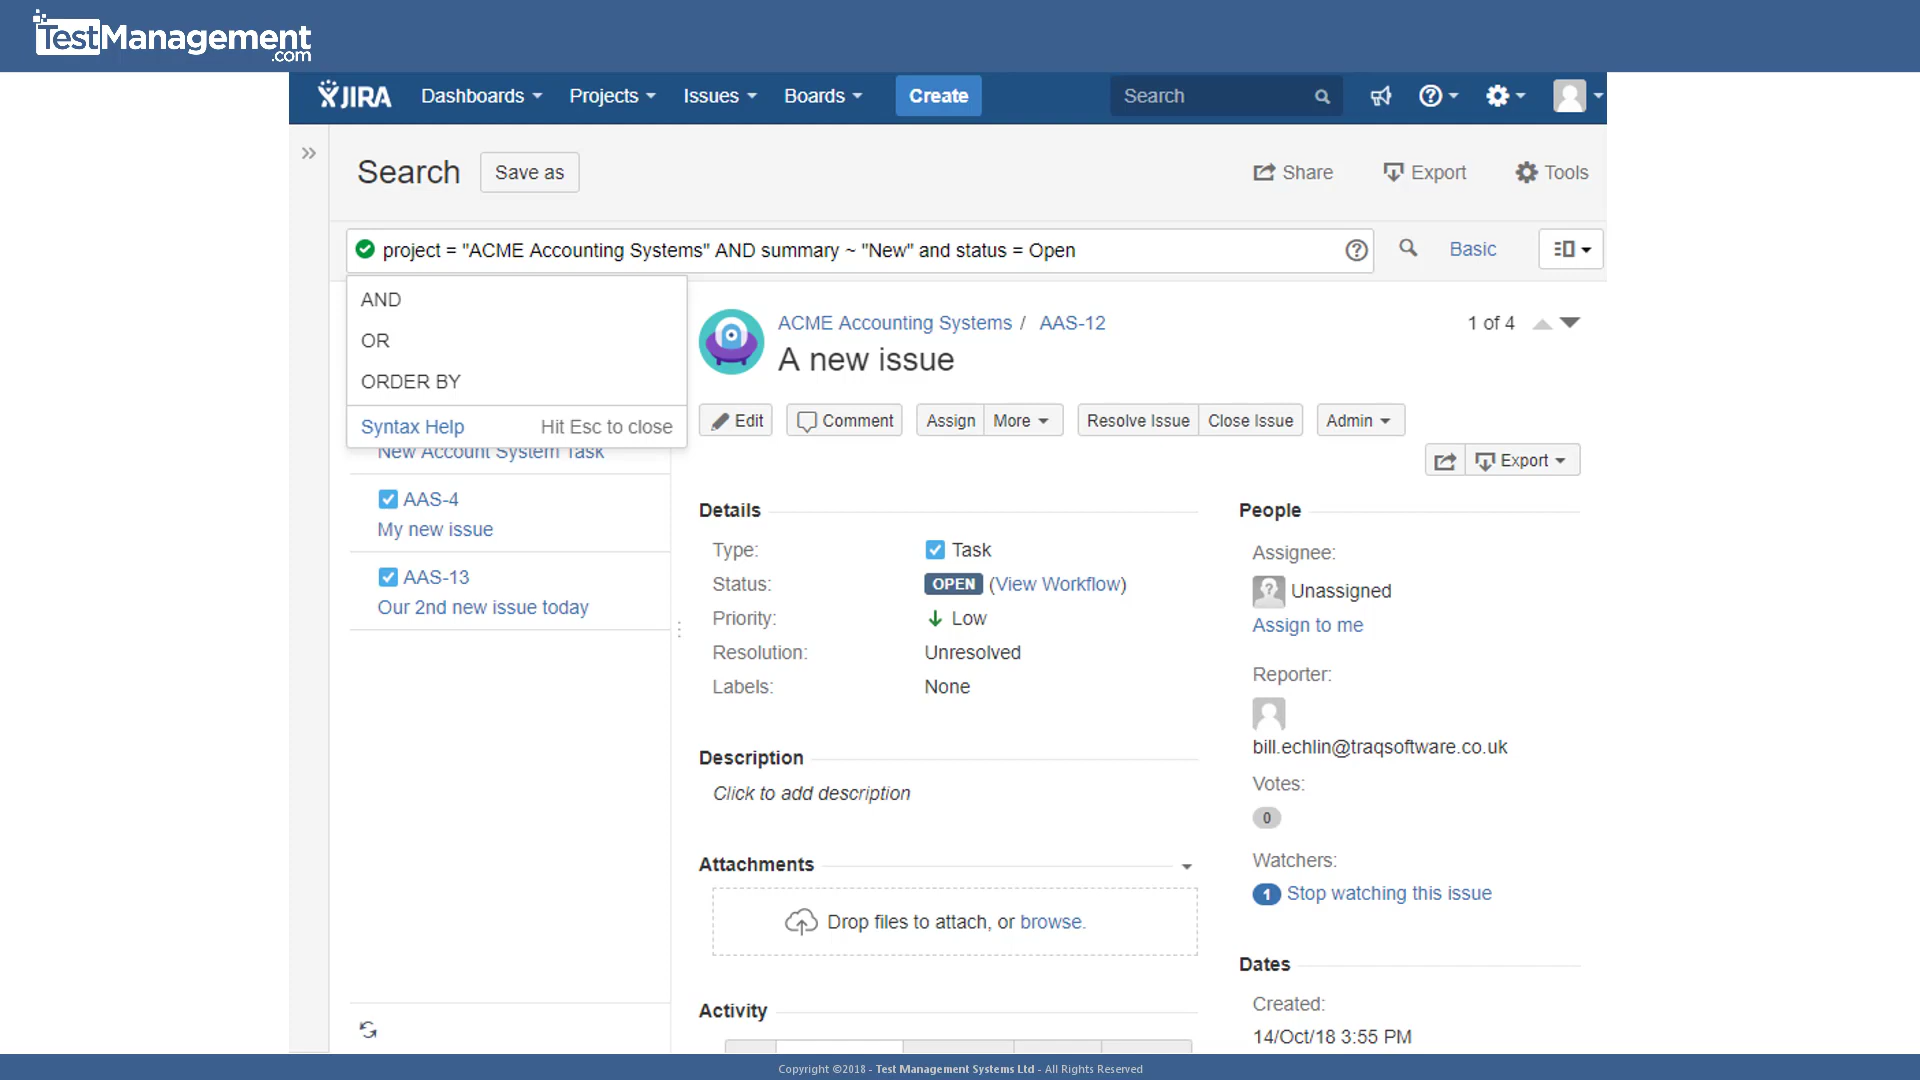 TestManagement
.com
JIRA Dashboards Projects Issues Boards Create Search
Search Save as Share Export Tools
project = "ACME Accounting Systems" AND summary ~ "New" and status = Open Basic
AND
OR
ORDER BY
Syntax Help Hit Esc to close
New Account System Task
AAS-4
My new issue
AAS-13
Our 2nd new issue today
ACME Accounting Systems / AAS-12 1 of 4
A new issue
Edit Comment Assign More Resolve Issue Close Issue Admin
Export
Details
Type: Task
Status: OPEN (View Workflow)
Priority: Low
Resolution: Unresolved
Labels: None
Description
Click to add description
Attachments
Drop files to attach, or browse.
Activity
People
Assignee:
Unassigned
Assign to me
Reporter:
bill.echlin@traqsoftware.co.uk
Votes:
0
Watchers:
1 Stop watching this issue
Dates
Created:
14/Oct/18 3:55 PM
Copyright ©2018 - Test Management Systems Ltd - All Rights Reserved